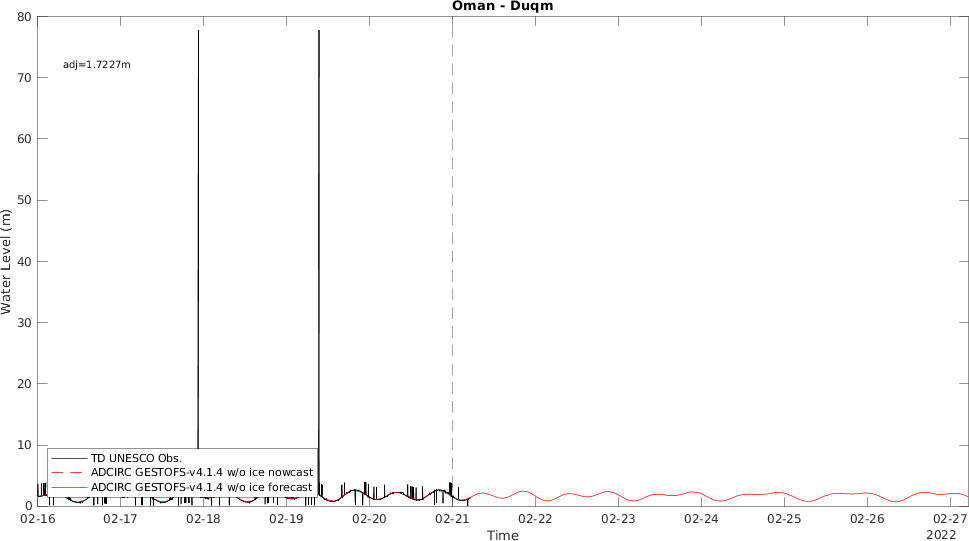 Oman - Duqm
80
70
60
50
40
30
20
10
0
Water Level (m)
adj=1.7227m
TD UNESCO Obs.
ADCIRC GESTOFS-v4.1.4 w/o ice nowcast
ADCIRC GESTOFS-v4.1.4 w/o ice forecast
02-16 02-17 02-18 02-19 02-20 02-21 02-22 02-23 02-24 02-25 02-26 02-27
2022
Time